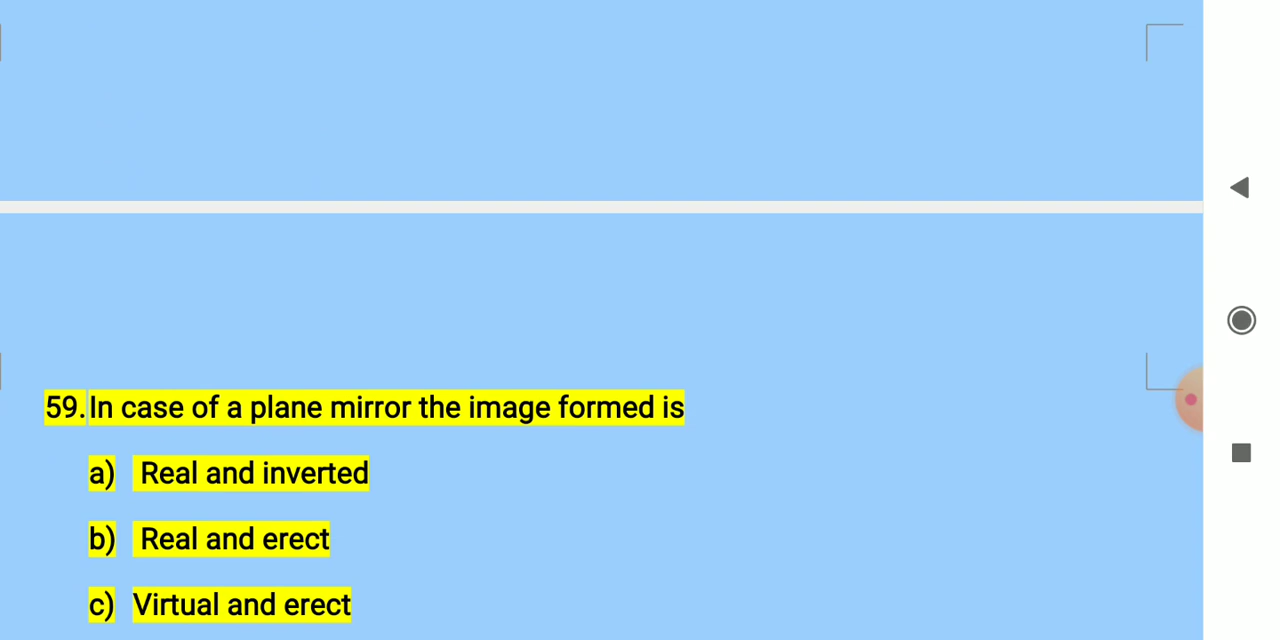 59. In case of a plane mirror the image formed is
a) Real and inverted
b) Real and erect
c) Virtual and erect